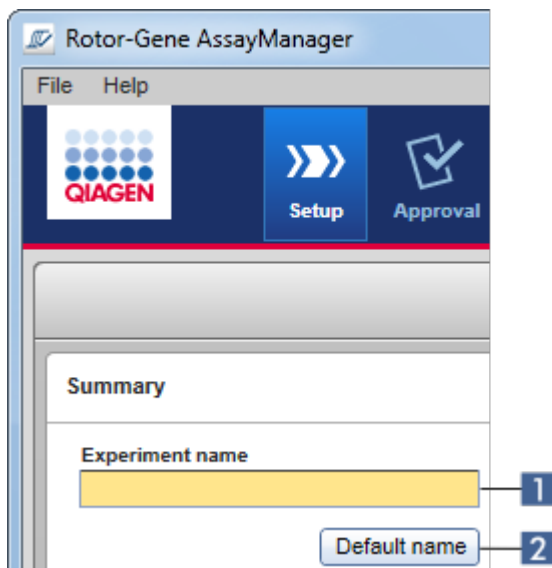 Rotor-Gene AssayManager
File Help
QIAGEN
Setup Approval
Summary
Experiment name
1
Default name 2